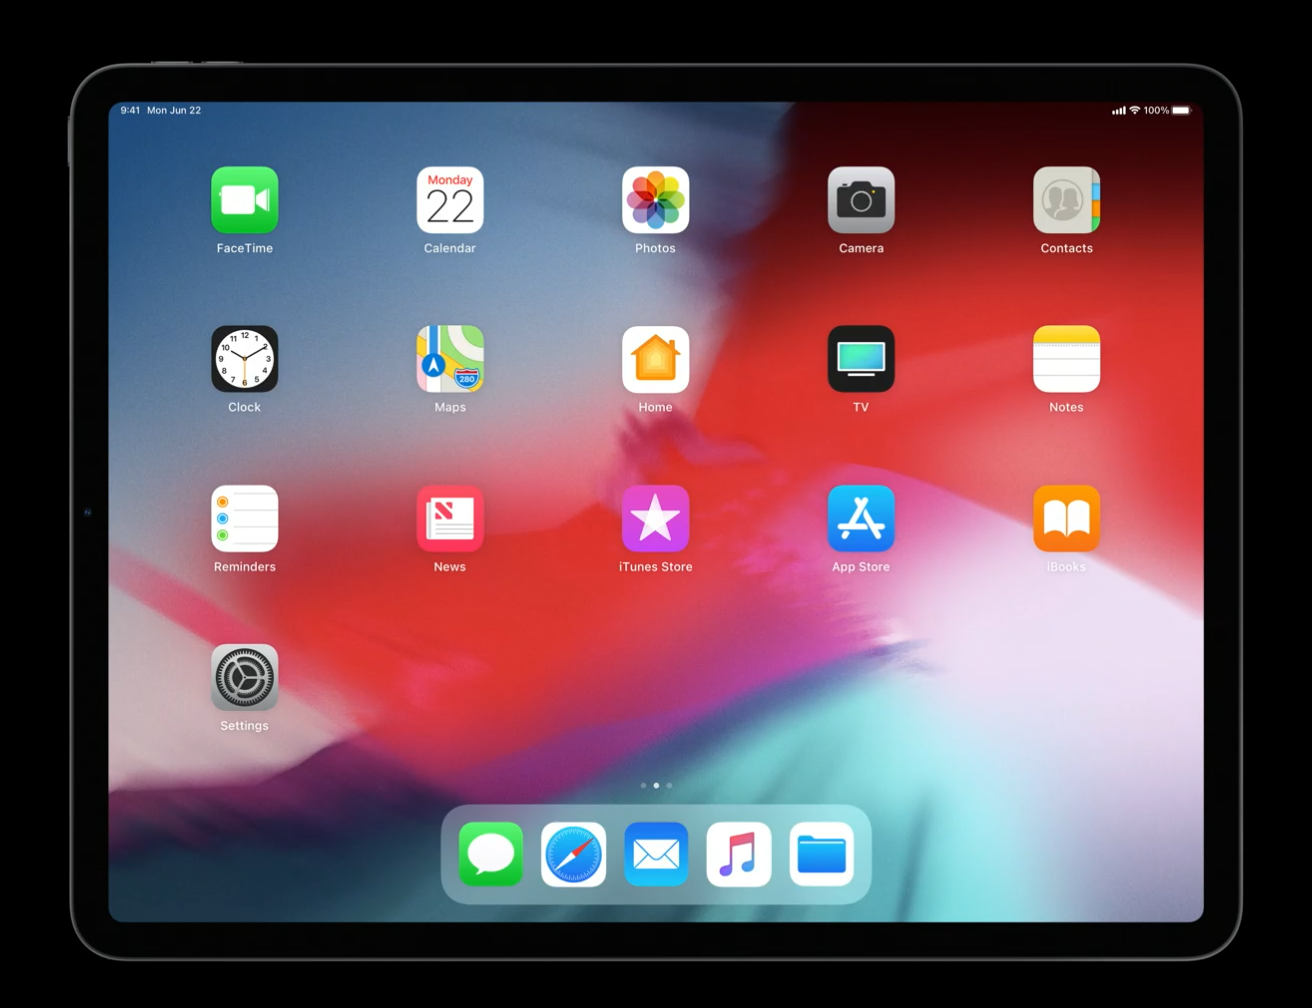 9:41 Mon Jun 22
100%
Monday
22
FaceTime
Calendar
Photos
Camera
Contacts
12
1
2
3
4
5
6
7
8
9
10
11
280
Clock
Maps
Home
TV
Notes
Reminders
News
iTunes Store
App Store
iBooks
Settings